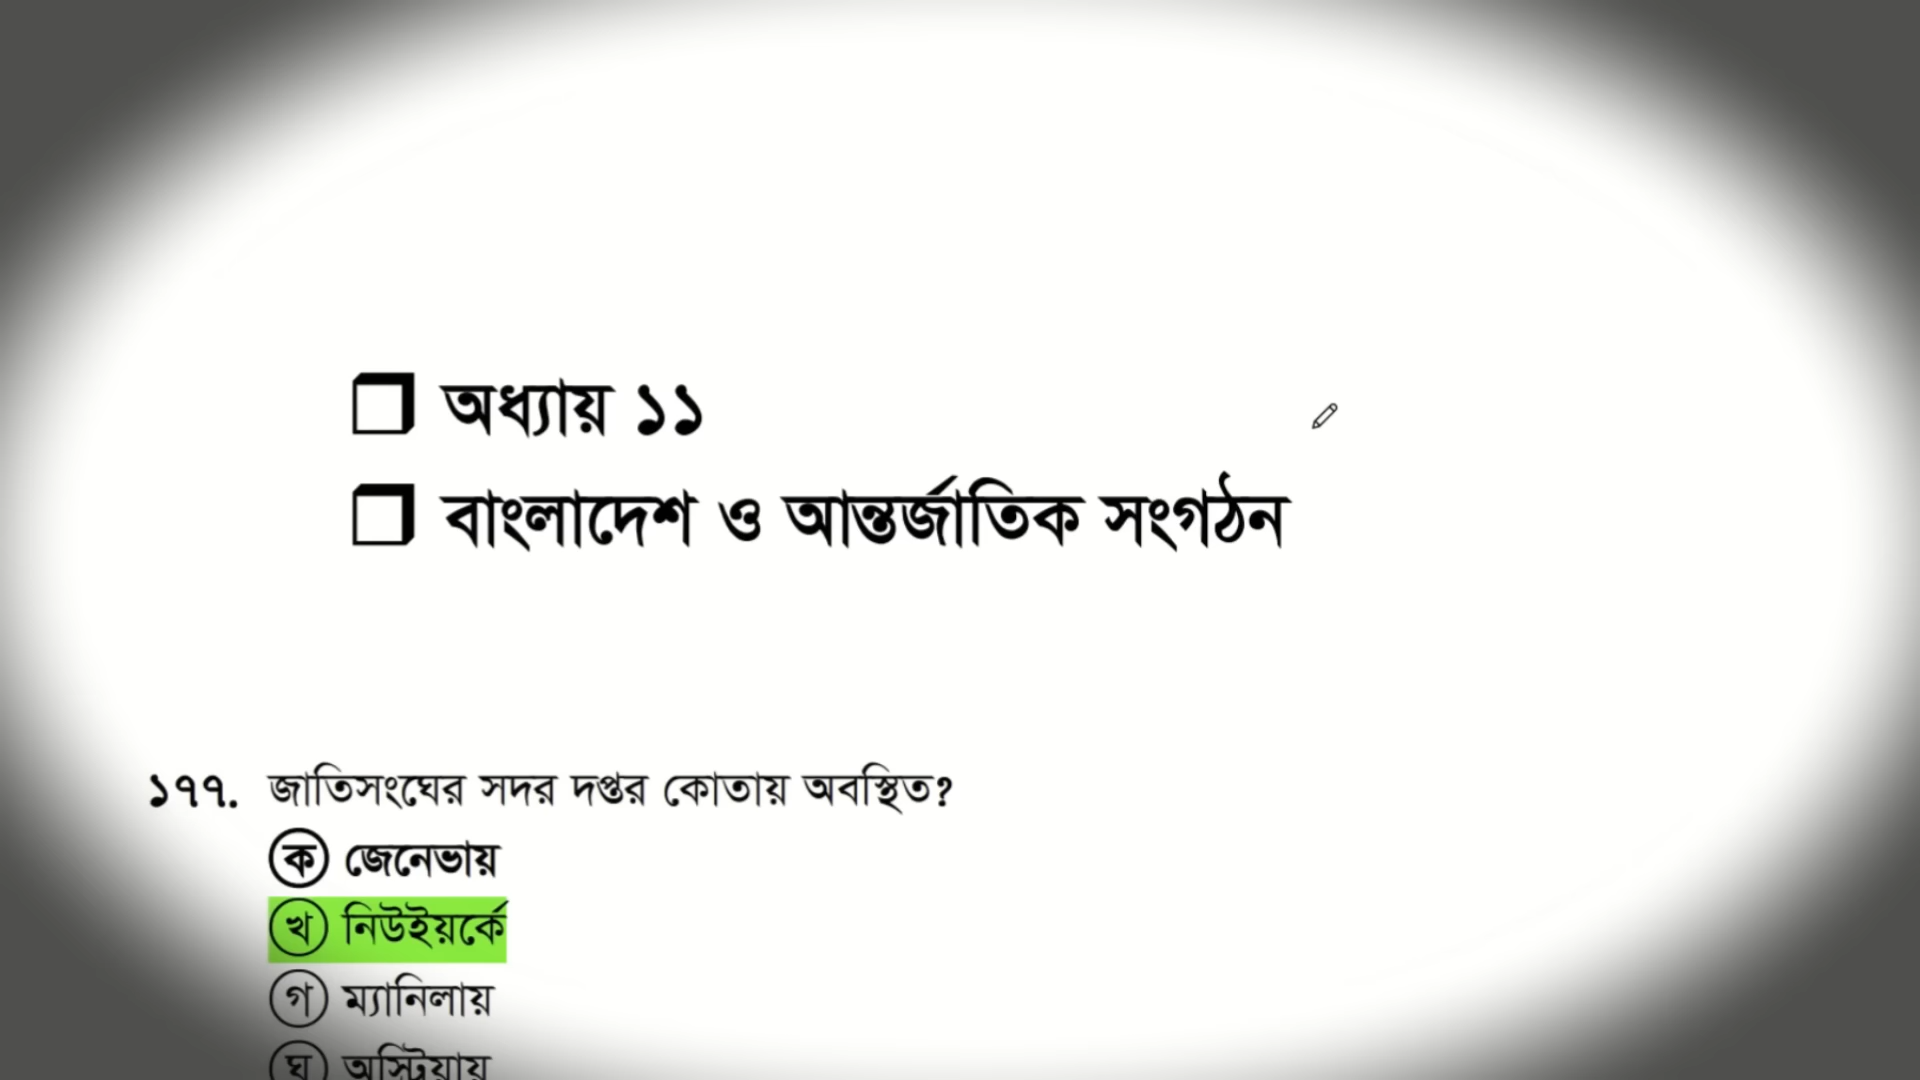 ❒ অধ্যায় ১১
❒ বাংলাদেশ ও আন্তর্জাতিক সংগঠন
১৭৭. জাতিসংঘের সদর দপ্তর কোতায় অবস্থিত?
ক জেনেভায়
খ নিউইয়র্কে
গ ম্যানিলায়
ঘ অস্ট্রিয়ায়